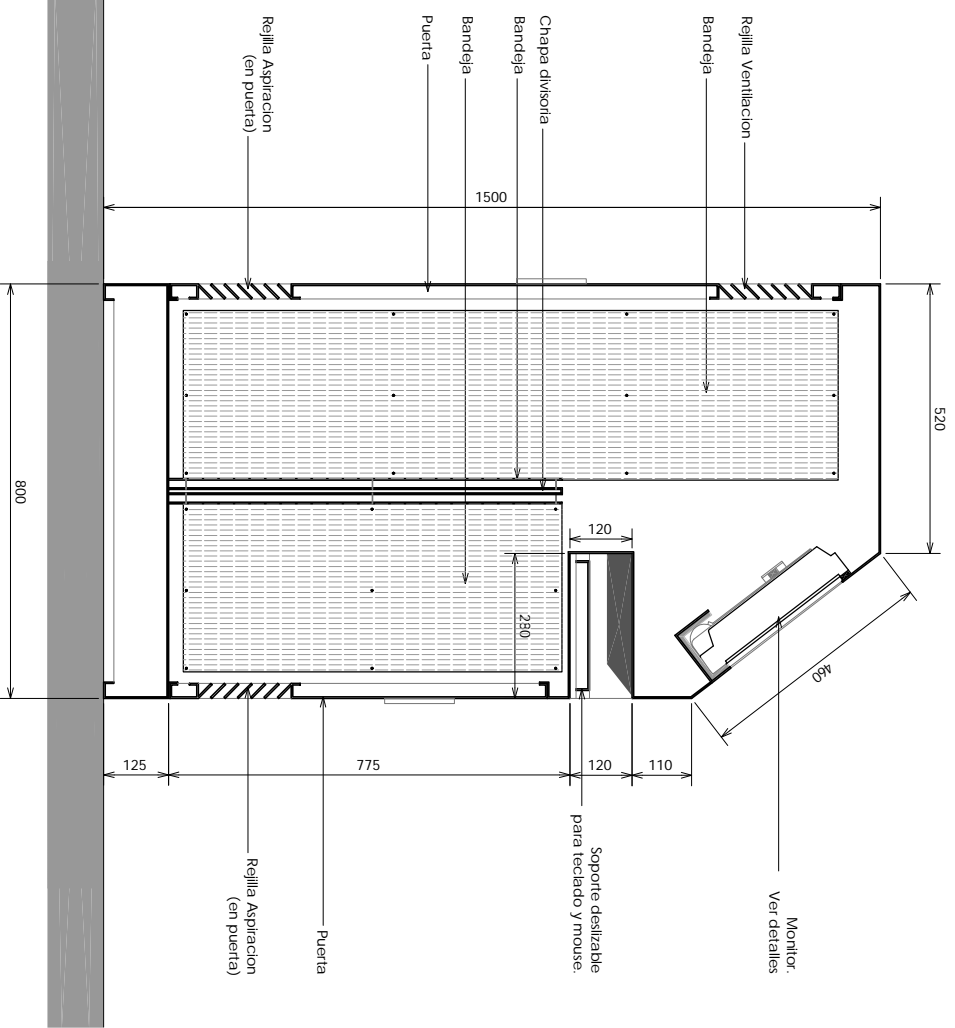 Rejilla Ventilacion
Bandeja
Chapa divisoria
Bandeja
Bandeja
Puerta
Rejilla Aspiracion
(en puerta)
1500
520
460
120
280
800
110
120
775
125
Monitor.
Ver detalles
Soporte deslizable
para teclado y mouse.
Puerta
Rejilla Aspiracion
(en puerta)